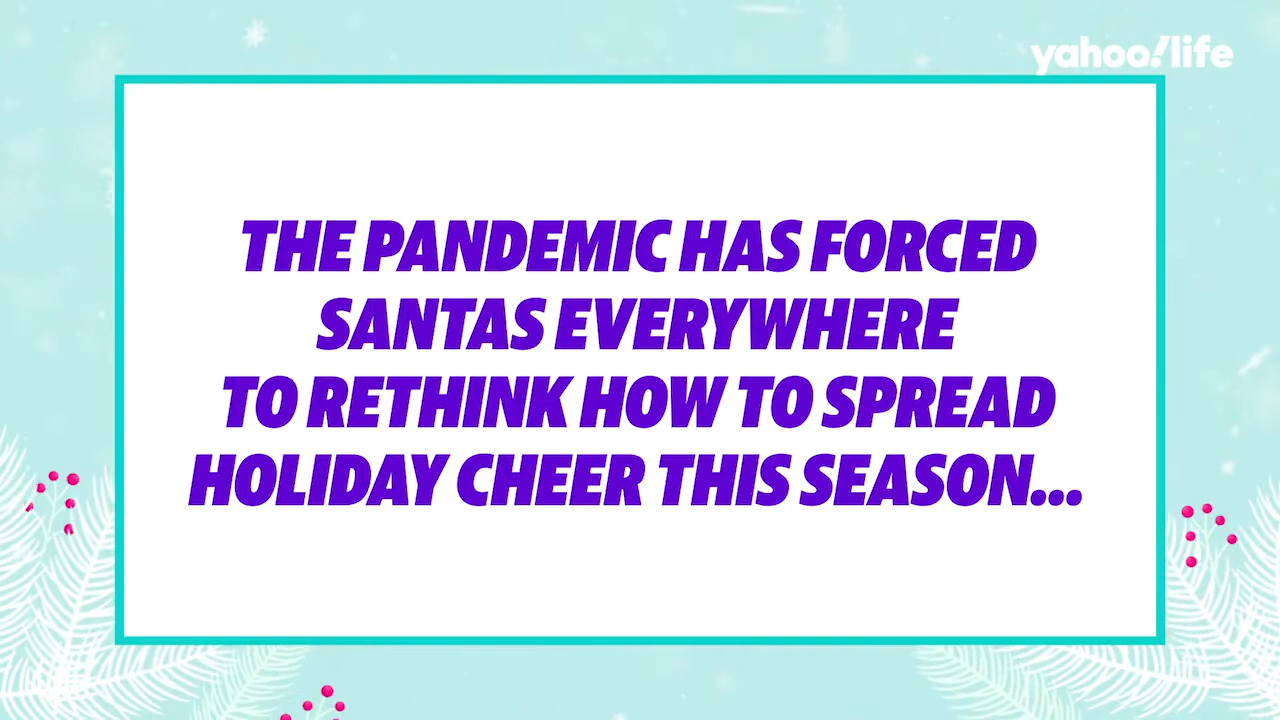 yahoo!life
THE PANDEMIC HAS FORCED
SANTAS EVERYWHERE
TO RETHINK HOW TO SPREAD
HOLIDAY CHEER THIS SEASON...